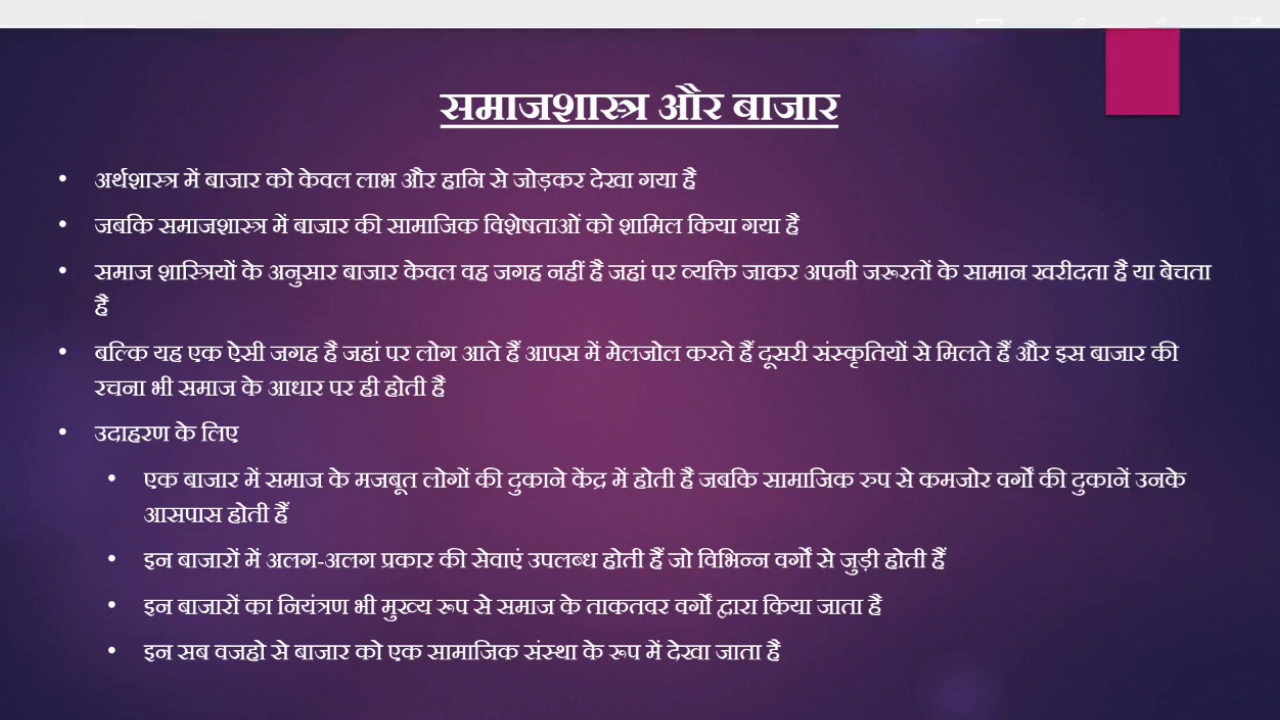 समाजशास्त्र और बाजार
• अर्थशास्त्र में बाजार को केवल लाभ और हानि से जोड़कर देखा गया है
• जबकि समाजशास्त्र में बाजार की सामाजिक विशेषताओं को शामिल किया गया है
• समाज शास्त्रियों के अनुसार बाजार केवल वह जगह नहीं है जहां पर व्यक्ति जाकर अपनी जरूरतों के सामान खरीदता है या बेचता
है
• बल्कि यह एक ऐसी जगह है जहां पर लोग आते हैं आपस में मेलजोल करते हैं दूसरी संस्कृतियों से मिलते हैं और इस बाजार की
रचना भी समाज के आधार पर ही होती है
• उदाहरण के लिए
• एक बाजार में समाज के मजबूत लोगों की दुकाने केंद्र में होती है जबकि सामाजिक रुप से कमजोर वर्गों की दुकानें उनके
आसपास होती हैं
• इन बाजारों में अलग-अलग प्रकार की सेवाएं उपलब्ध होती हैं जो विभिन्न वर्गों से जुड़ी होती हैं
• इन बाजारों का नियंत्रण भी मुख्य रूप से समाज के ताकतवर वर्गों द्वारा किया जाता है
• इन सब वजहो से बाजार को एक सामाजिक संस्था के रूप में देखा जाता है